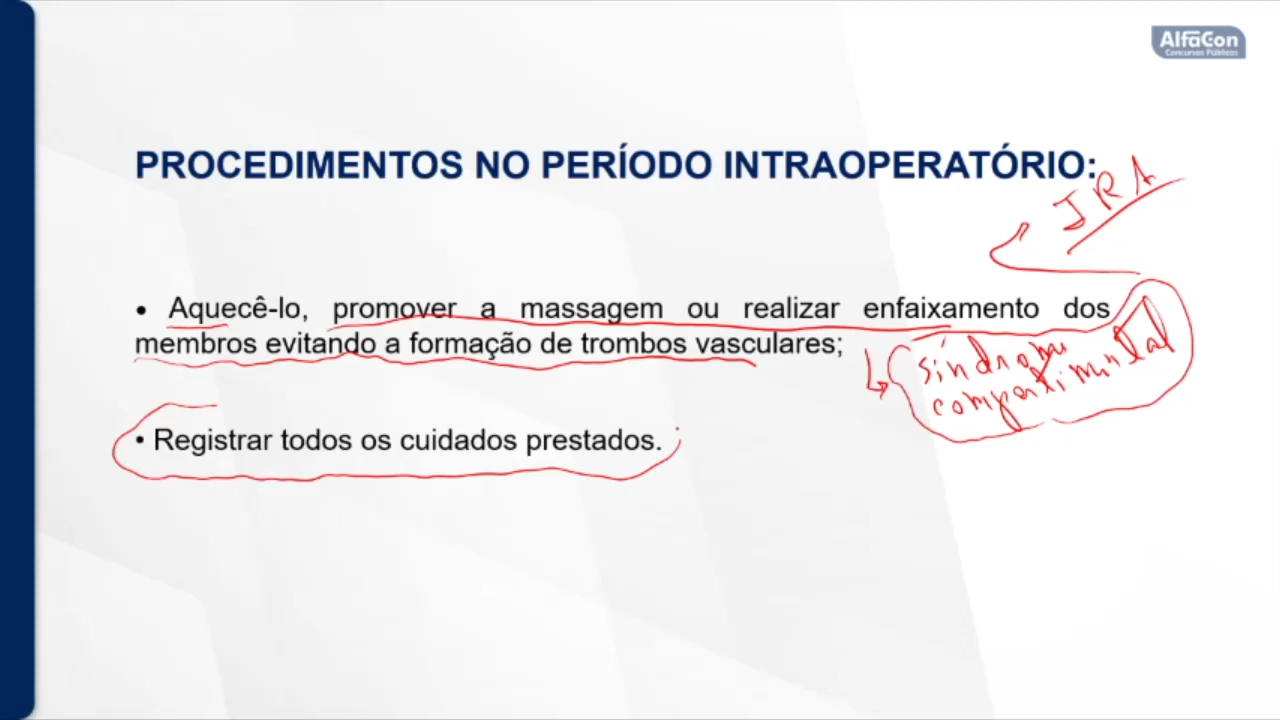 AlfaCon
Concursos Públicos
PROCEDIMENTOS NO PERÍODO INTRAOPERATÓRIO:
IRA
• Aquecê-lo, promover a massagem ou realizar enfaixamento dos
membros evitando a formação de trombos vasculares;
síndrome
compartimental
• Registrar todos os cuidados prestados.